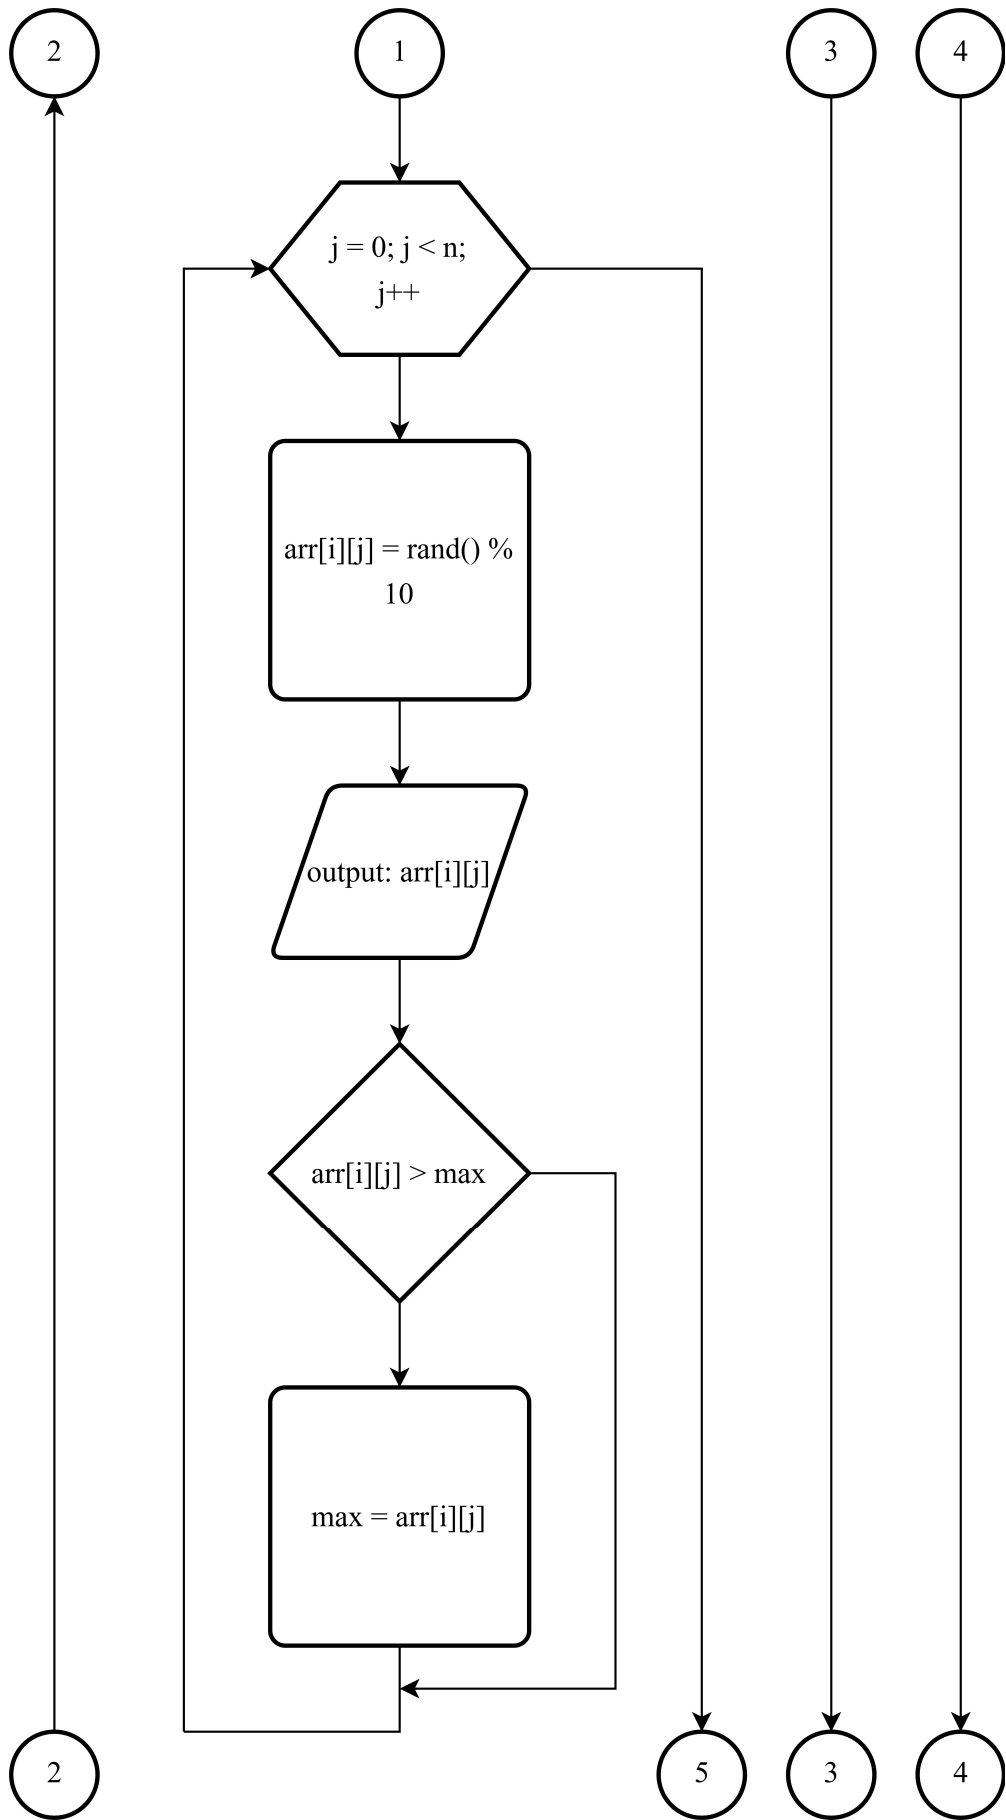 2
1
3
4
j = 0; j < n;
j++
arr[i][j] = rand() %
10
output: arr[i][j]
arr[i][j] > max
max = arr[i][j]
2
5
3
4